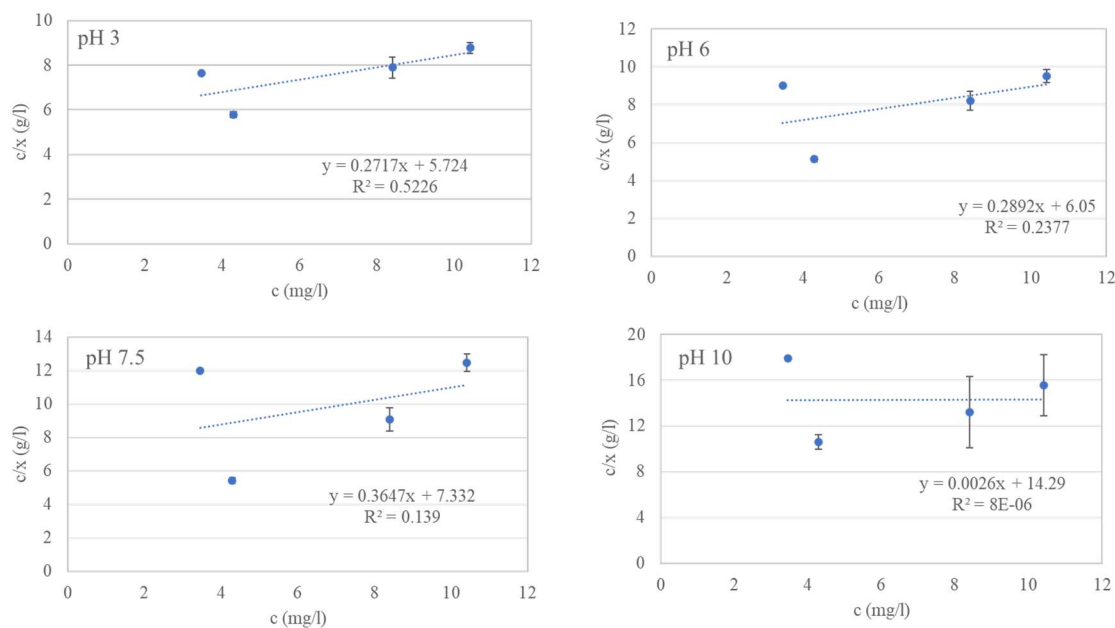 pH 3
10
8
6
4
2
0
c/x (g/l)
y = 0.2717x + 5.724
R² = 0.5226
0 2 4 6 8 10 12
c (mg/l)
pH 6
12
10
8
6
4
2
0
c/x (g/l)
y = 0.2892x + 6.05
R² = 0.2377
0 2 4 6 8 10 12
c (mg/l)
pH 7.5
14
12
10
8
6
4
2
0
c/x (g/l)
y = 0.3647x + 7.332
R² = 0.139
0 2 4 6 8 10 12
c (mg/l)
pH 10
20
16
12
8
4
0
c/x (g/l)
y = 0.0026x + 14.29
R² = 8E-06
0 2 4 6 8 10 12
c (mg/l)